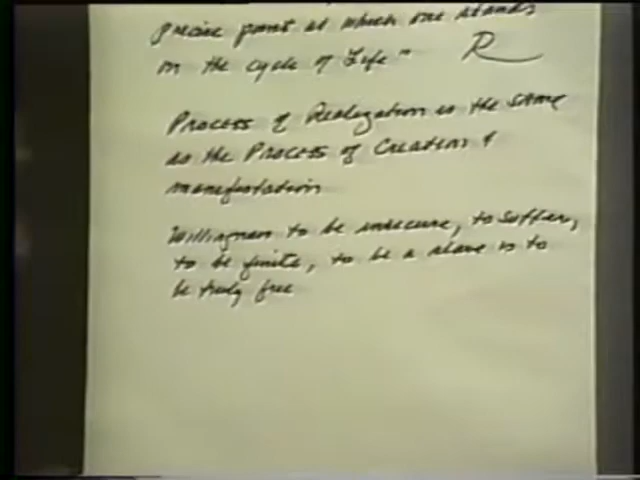 precise point at which one stands
on the cycle of Life" R
Process of Realization is the same
as the Process of Creation &
manifestation
Willingness to be insecure, to suffer,
to be finite, to be a slave is to
be truly free